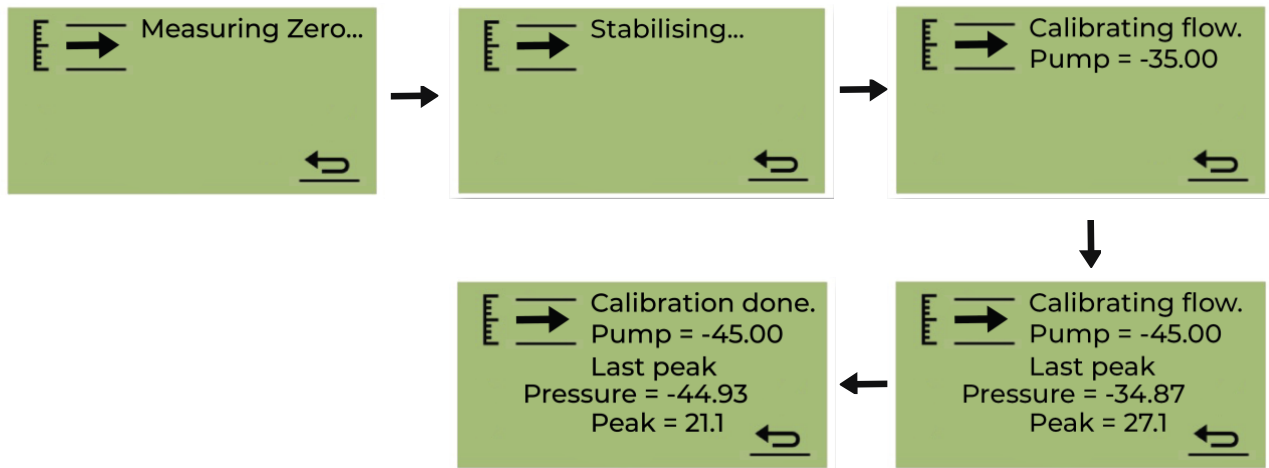 Measuring Zero...
Stabilising...
Calibrating flow.
Pump = -35.00
Calibrating flow.
Pump = -45.00
Last peak
Pressure = -34.87
Peak = 27.1
Calibration done.
Pump = -45.00
Last peak
Pressure = -44.93
Peak = 21.1